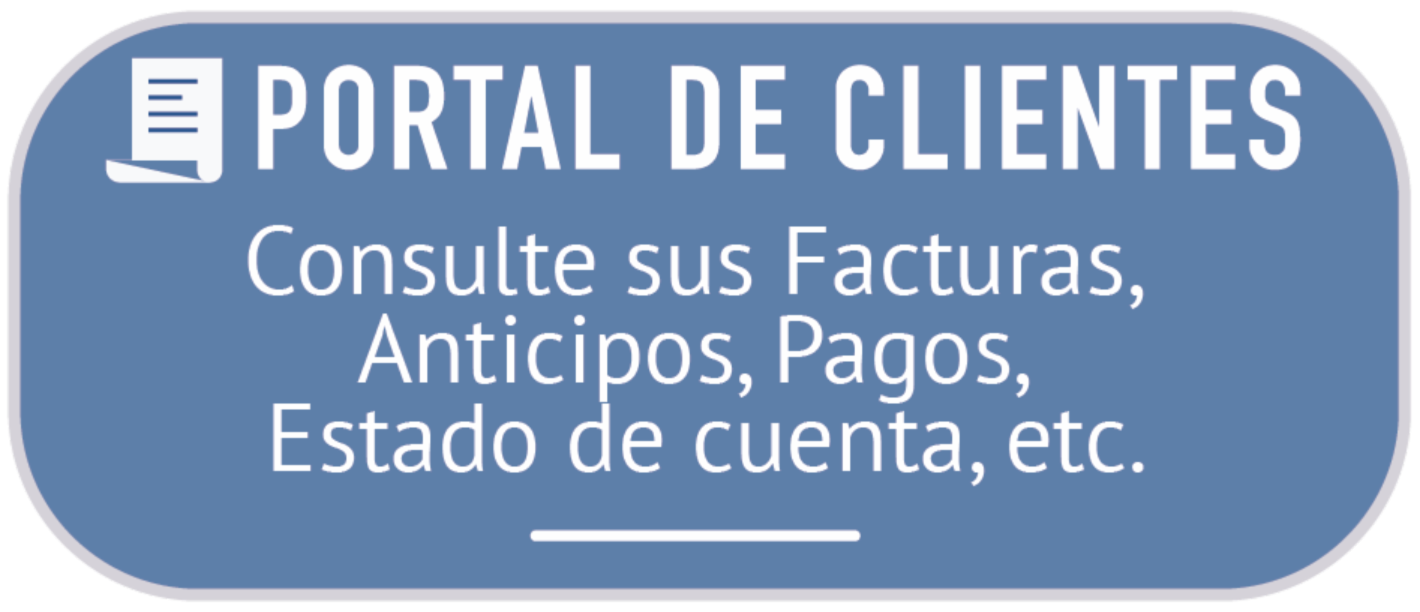 PORTAL DE CLIENTES
Consulte sus Facturas,
Anticipos, Pagos,
Estado de cuenta, etc.